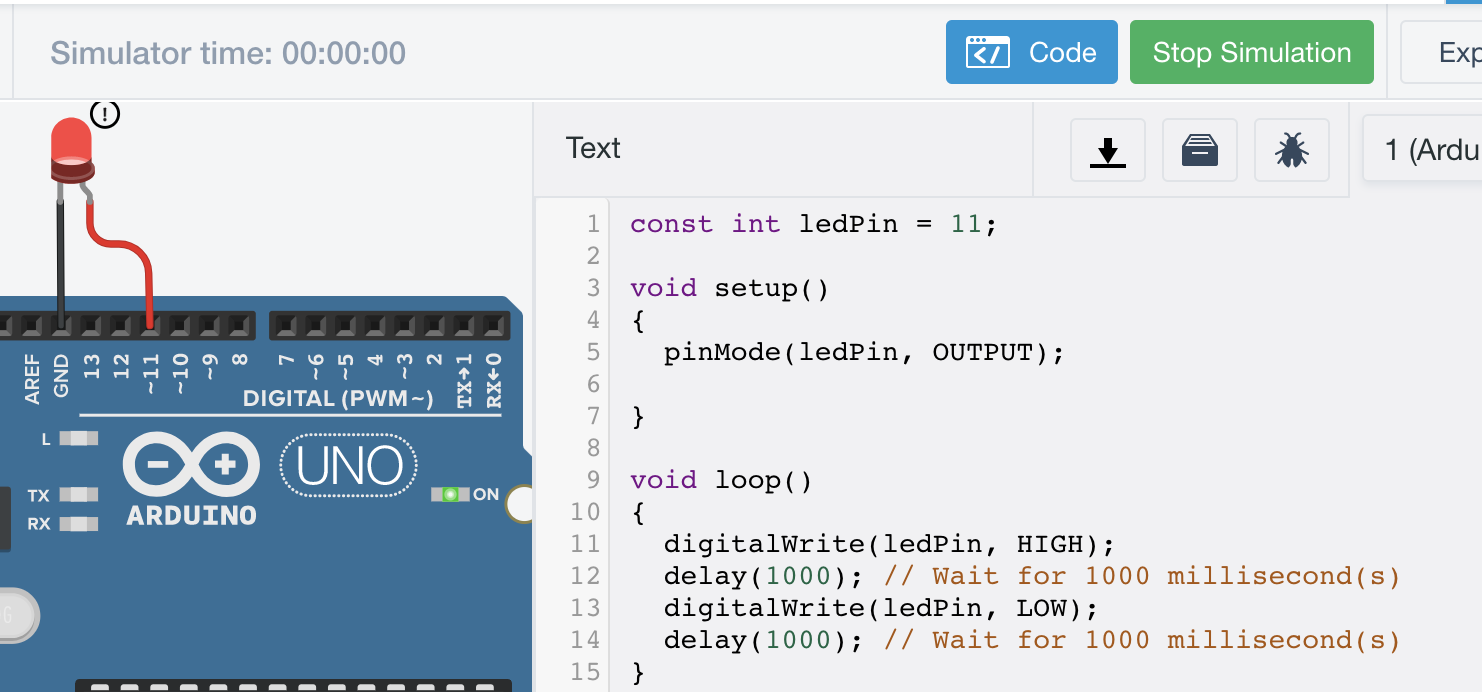 Simulator time: 00:00:00
Code
Stop Simulation
Text
1 (Ardu
!
AREF
GND
13
12
~11
~10
~9
8
7
~6
~5
4
~3
2
TX→1
RX←0
DIGITAL (PWM~)
L
TX
RX
UNO
ON
ARDUINO
1 const int ledPin = 11;
2
3 void setup()
4 {
5   pinMode(ledPin, OUTPUT);
6
7 }
8
9 void loop()
10 {
11   digitalWrite(ledPin, HIGH);
12   delay(1000); // Wait for 1000 millisecond(s)
13   digitalWrite(ledPin, LOW);
14   delay(1000); // Wait for 1000 millisecond(s)
15 }